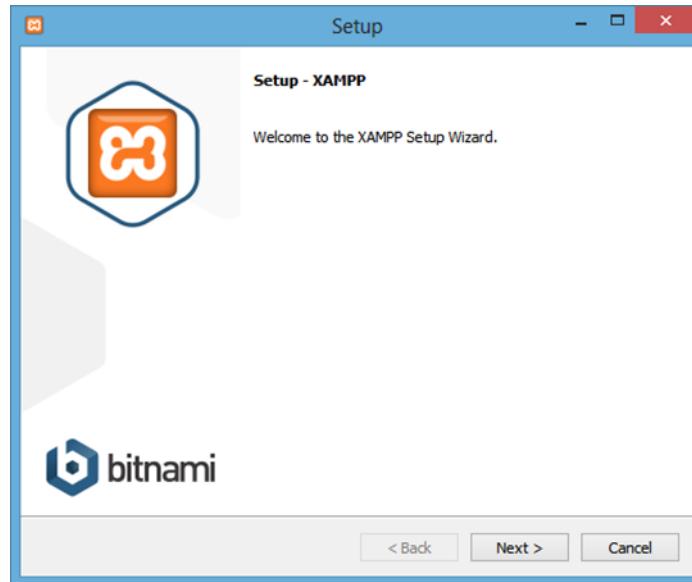 Setup
Setup - XAMPP
Welcome to the XAMPP Setup Wizard.
bitnami
< Back
Next >
Cancel